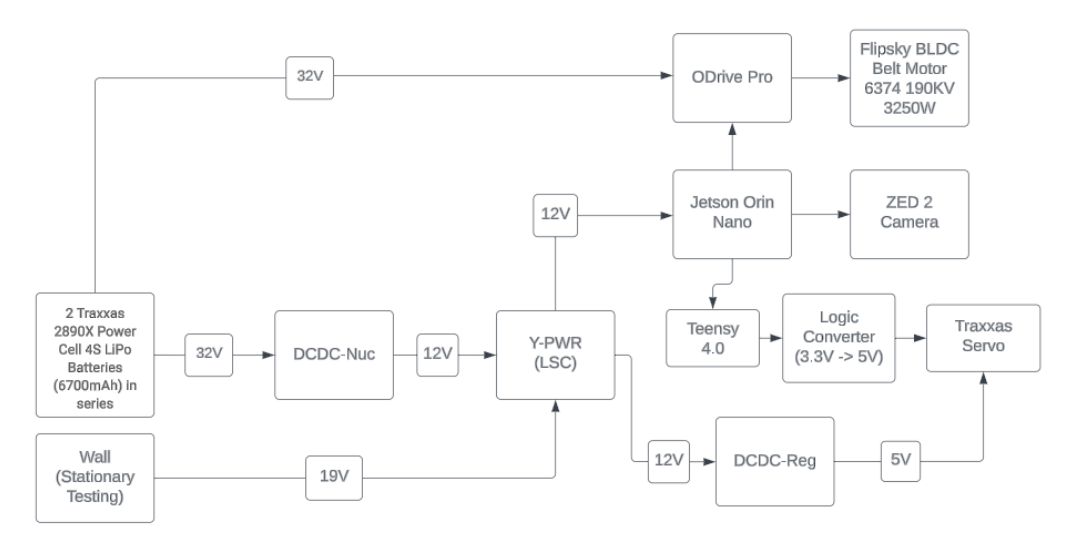 32V
ODrive Pro
Flipsky BLDC
Belt Motor
6374 190KV
3250W
12V
Jetson Orin
Nano
ZED 2
Camera
2 Traxxas
2890X Power
Cell 4S LiPo
Batteries
(6700mAh) in
series
32V
DCDC-Nuc
12V
Y-PWR
(LSC)
Teensy
4.0
Logic
Converter
(3.3V -> 5V)
Traxxas
Servo
Wall
(Stationary
Testing)
19V
12V
DCDC-Reg
5V